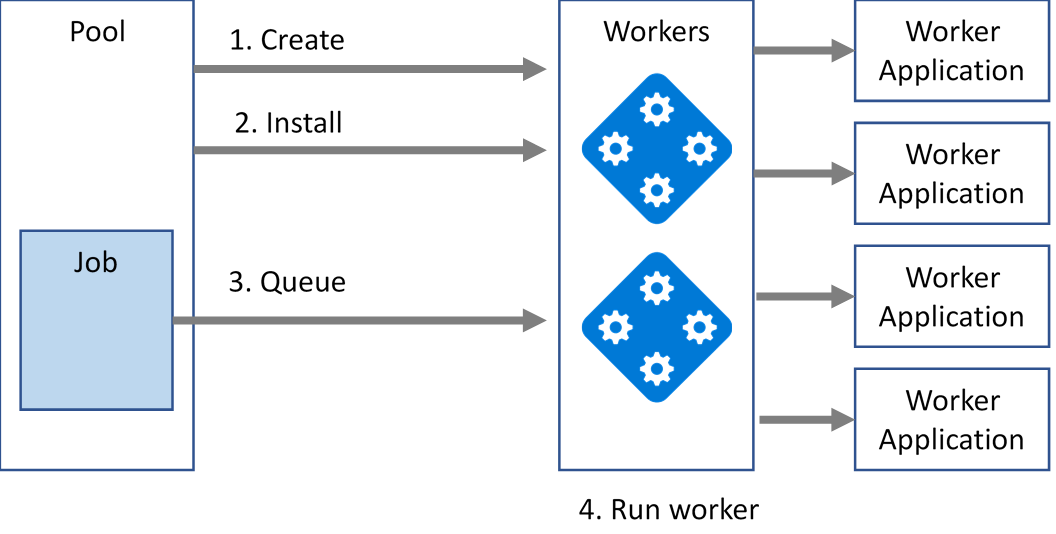 Pool
1. Create
2. Install
Job
3. Queue
Workers
4. Run worker
Worker
Application
Worker
Application
Worker
Application
Worker
Application